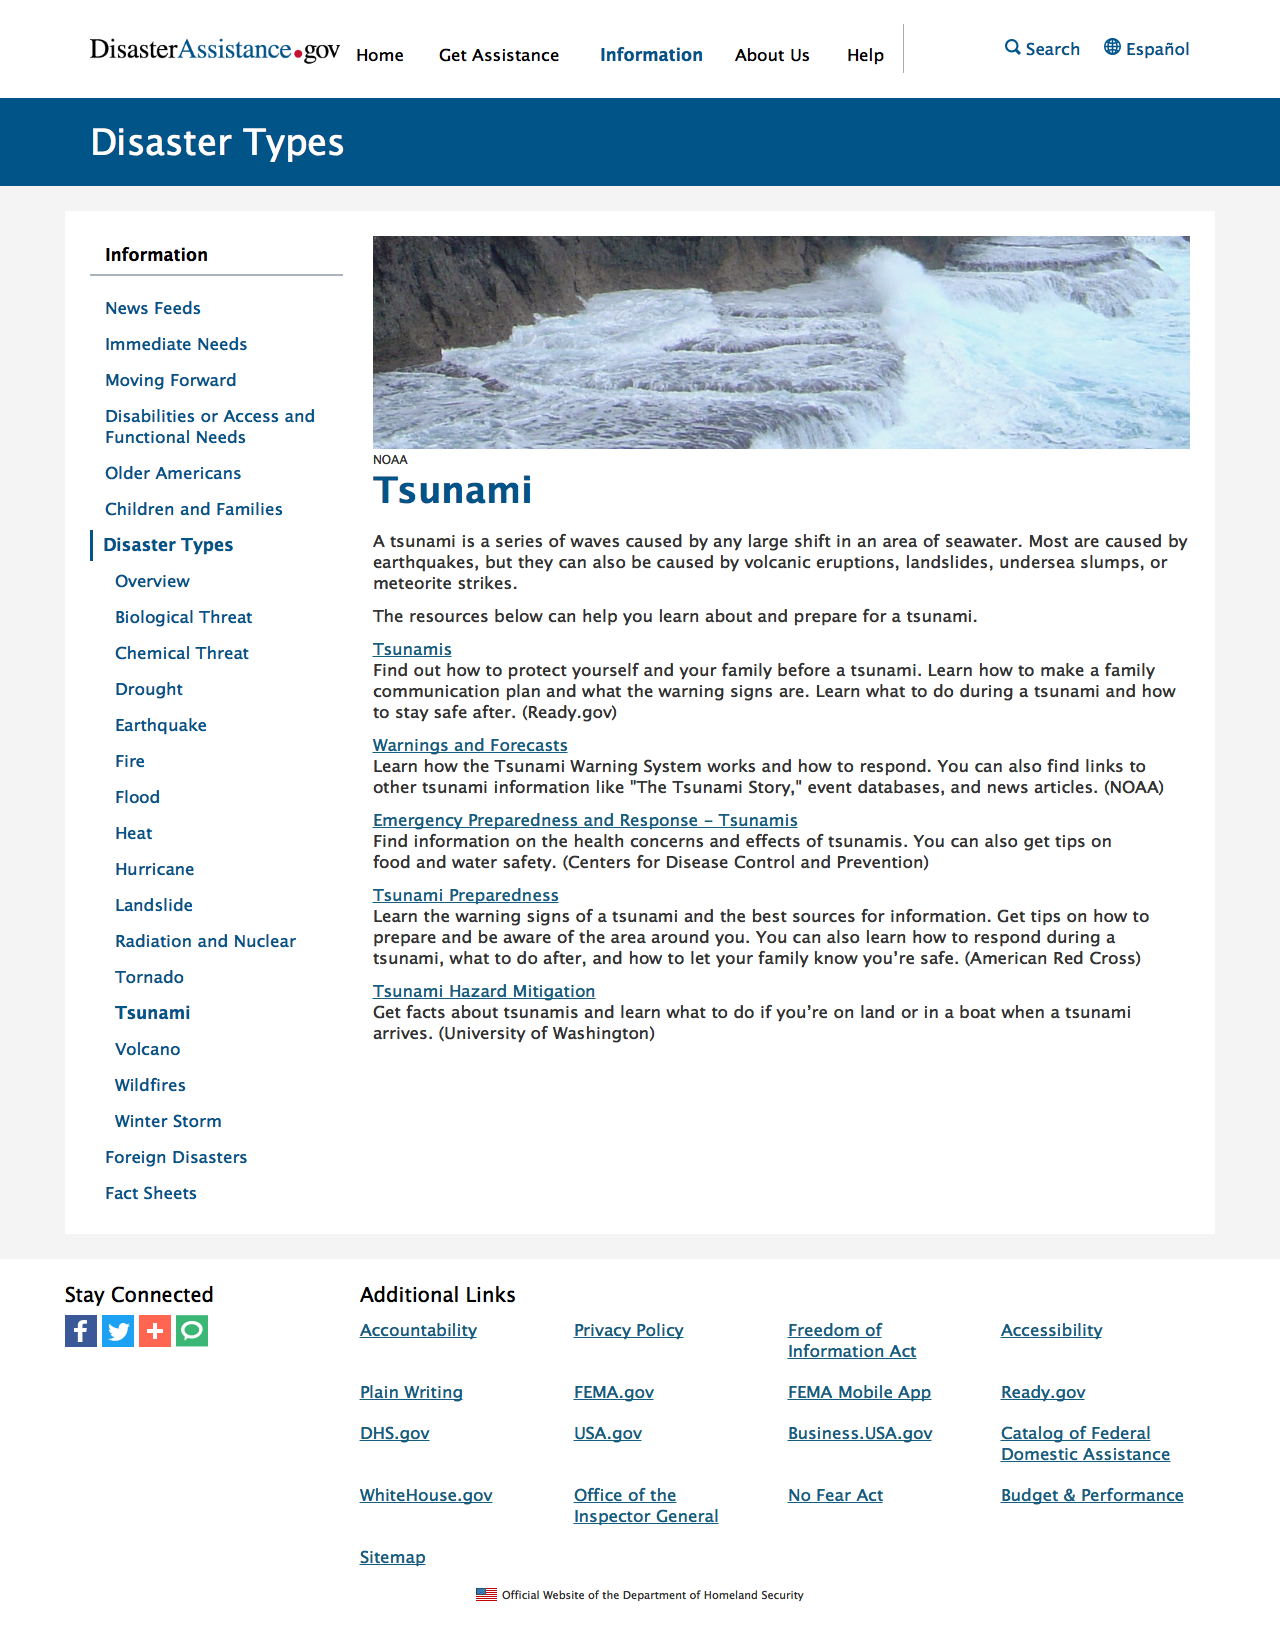 DisasterAssistance.gov
Home
Get Assistance
Information
About Us
Help
Search
Español
Disaster Types
Information
News Feeds
Immediate Needs
Moving Forward
Disabilities or Access and
Functional Needs
Older Americans
Children and Families
Disaster Types
Overview
Biological Threat
Chemical Threat
Drought
Earthquake
Fire
Flood
Heat
Hurricane
Landslide
Radiation and Nuclear
Tornado
Tsunami
Volcano
Wildfires
Winter Storm
Foreign Disasters
Fact Sheets
NOAA
Tsunami
A tsunami is a series of waves caused by any large shift in an area of seawater. Most are caused by
earthquakes, but they can also be caused by volcanic eruptions, landslides, undersea slumps, or
meteorite strikes.
The resources below can help you learn about and prepare for a tsunami.
Tsunamis
Find out how to protect yourself and your family before a tsunami. Learn how to make a family
communication plan and what the warning signs are. Learn what to do during a tsunami and how
to stay safe after. (Ready.gov)
Warnings and Forecasts
Learn how the Tsunami Warning System works and how to respond. You can also find links to
other tsunami information like "The Tsunami Story," event databases, and news articles. (NOAA)
Emergency Preparedness and Response – Tsunamis
Find information on the health concerns and effects of tsunamis. You can also get tips on
food and water safety. (Centers for Disease Control and Prevention)
Tsunami Preparedness
Learn the warning signs of a tsunami and the best sources for information. Get tips on how to
prepare and be aware of the area around you. You can also learn how to respond during a
tsunami, what to do after, and how to let your family know you’re safe. (American Red Cross)
Tsunami Hazard Mitigation
Get facts about tsunamis and learn what to do if you’re on land or in a boat when a tsunami
arrives. (University of Washington)
Stay Connected
Additional Links
Accountability
Privacy Policy
Freedom of
Information Act
Accessibility
Plain Writing
FEMA.gov
FEMA Mobile App
Ready.gov
DHS.gov
USA.gov
Business.USA.gov
Catalog of Federal
Domestic Assistance
WhiteHouse.gov
Office of the
Inspector General
No Fear Act
Budget & Performance
Sitemap
Official Website of the Department of Homeland Security